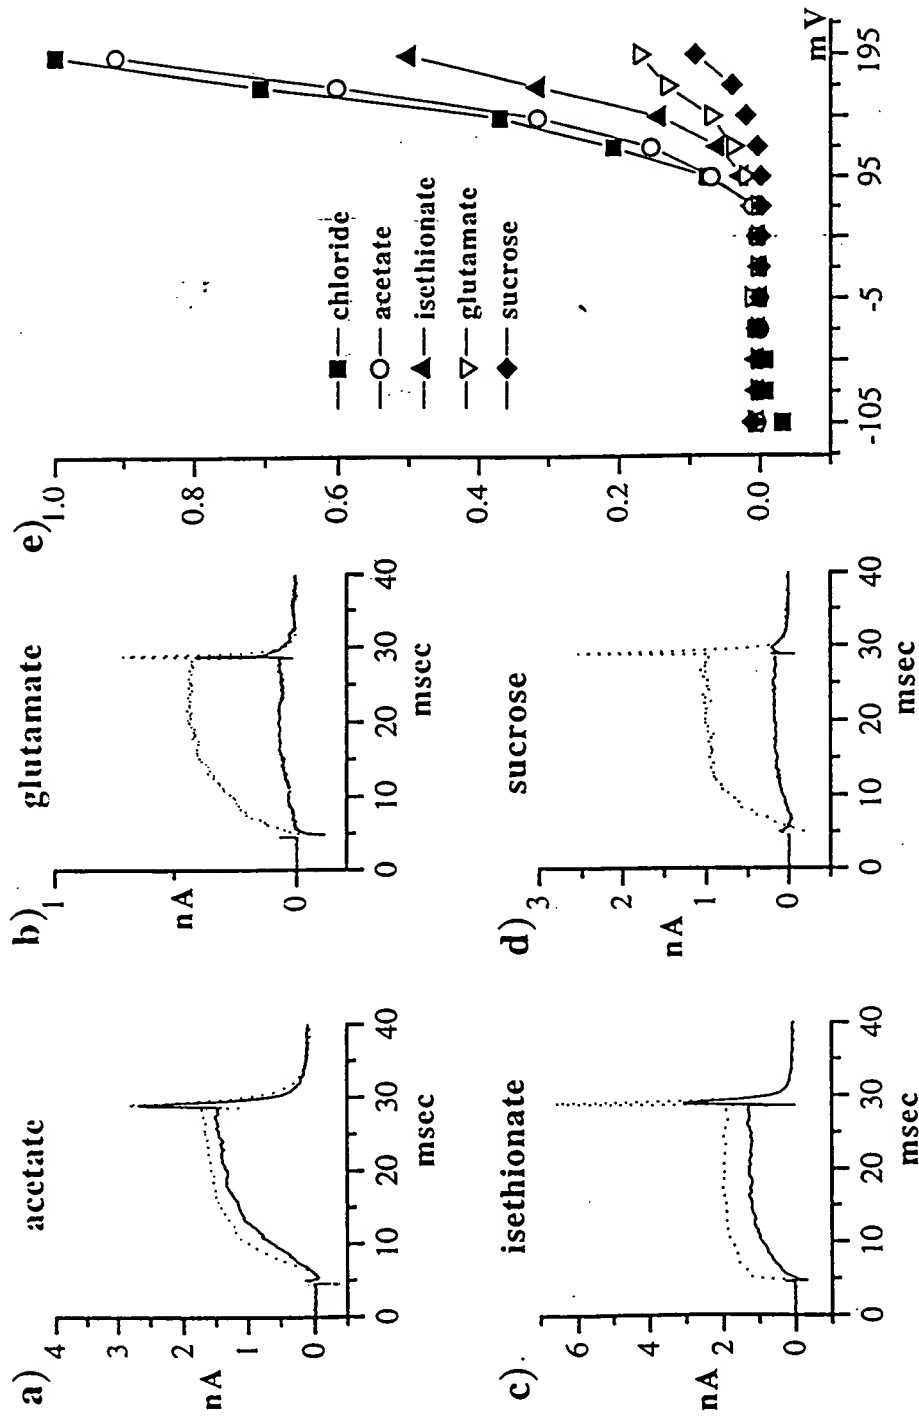 a)
acetate
4
3
2
1
0
nA
0 10 20 30 40
msec
b)
glutamate
1
0
nA
0 10 20 30 40
msec
c)
isethionate
6
4
2
0
nA
0 10 20 30 40
msec
d)
sucrose
3
2
1
0
nA
0 10 20 30 40
msec
e)
1.0
0.8
0.6
0.4
0.2
0.0
chloride
acetate
iscthionate
glutamate
sucrose
-105 -5 95 195
mV